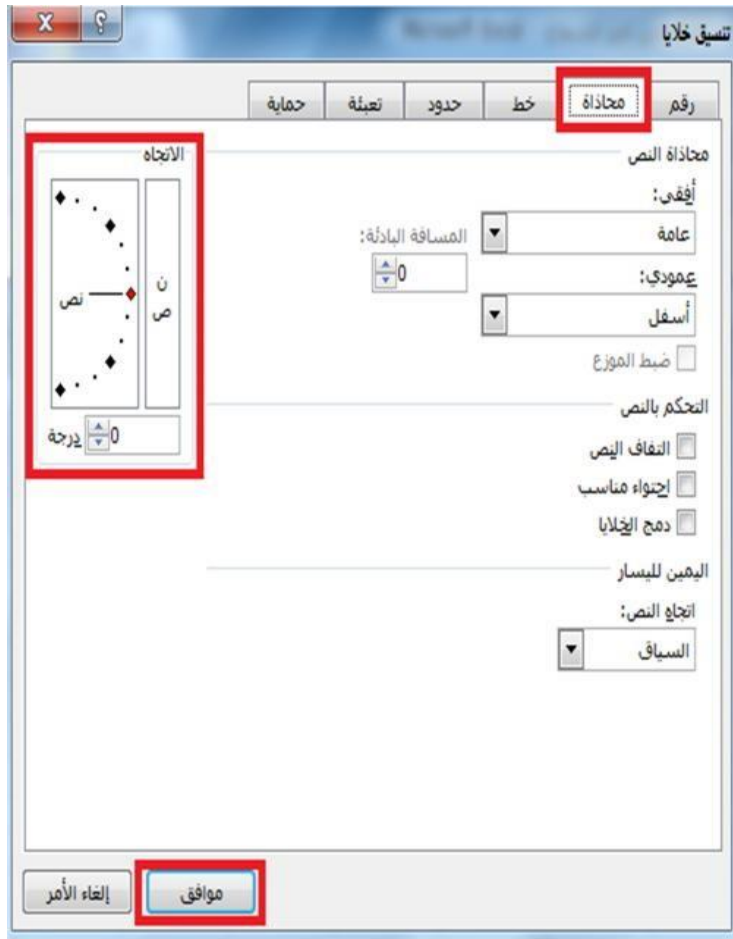 تنسيق خلايا
رقم
محاذاة
خط
حدود
تعبئة
حماية
محاذاة النص
أفقي:
عامة
المسافة البادئة:
0
عمودي:
أسفل
ضبط الموزع
التحكم بالنص
التفاف النص
احتواء مناسب
دمج الخلايا
اليمين لليسار
اتجاه النص:
السياق
الاتجاه
ن
ص
نص
0 درجة
موافق
إلغاء الأمر